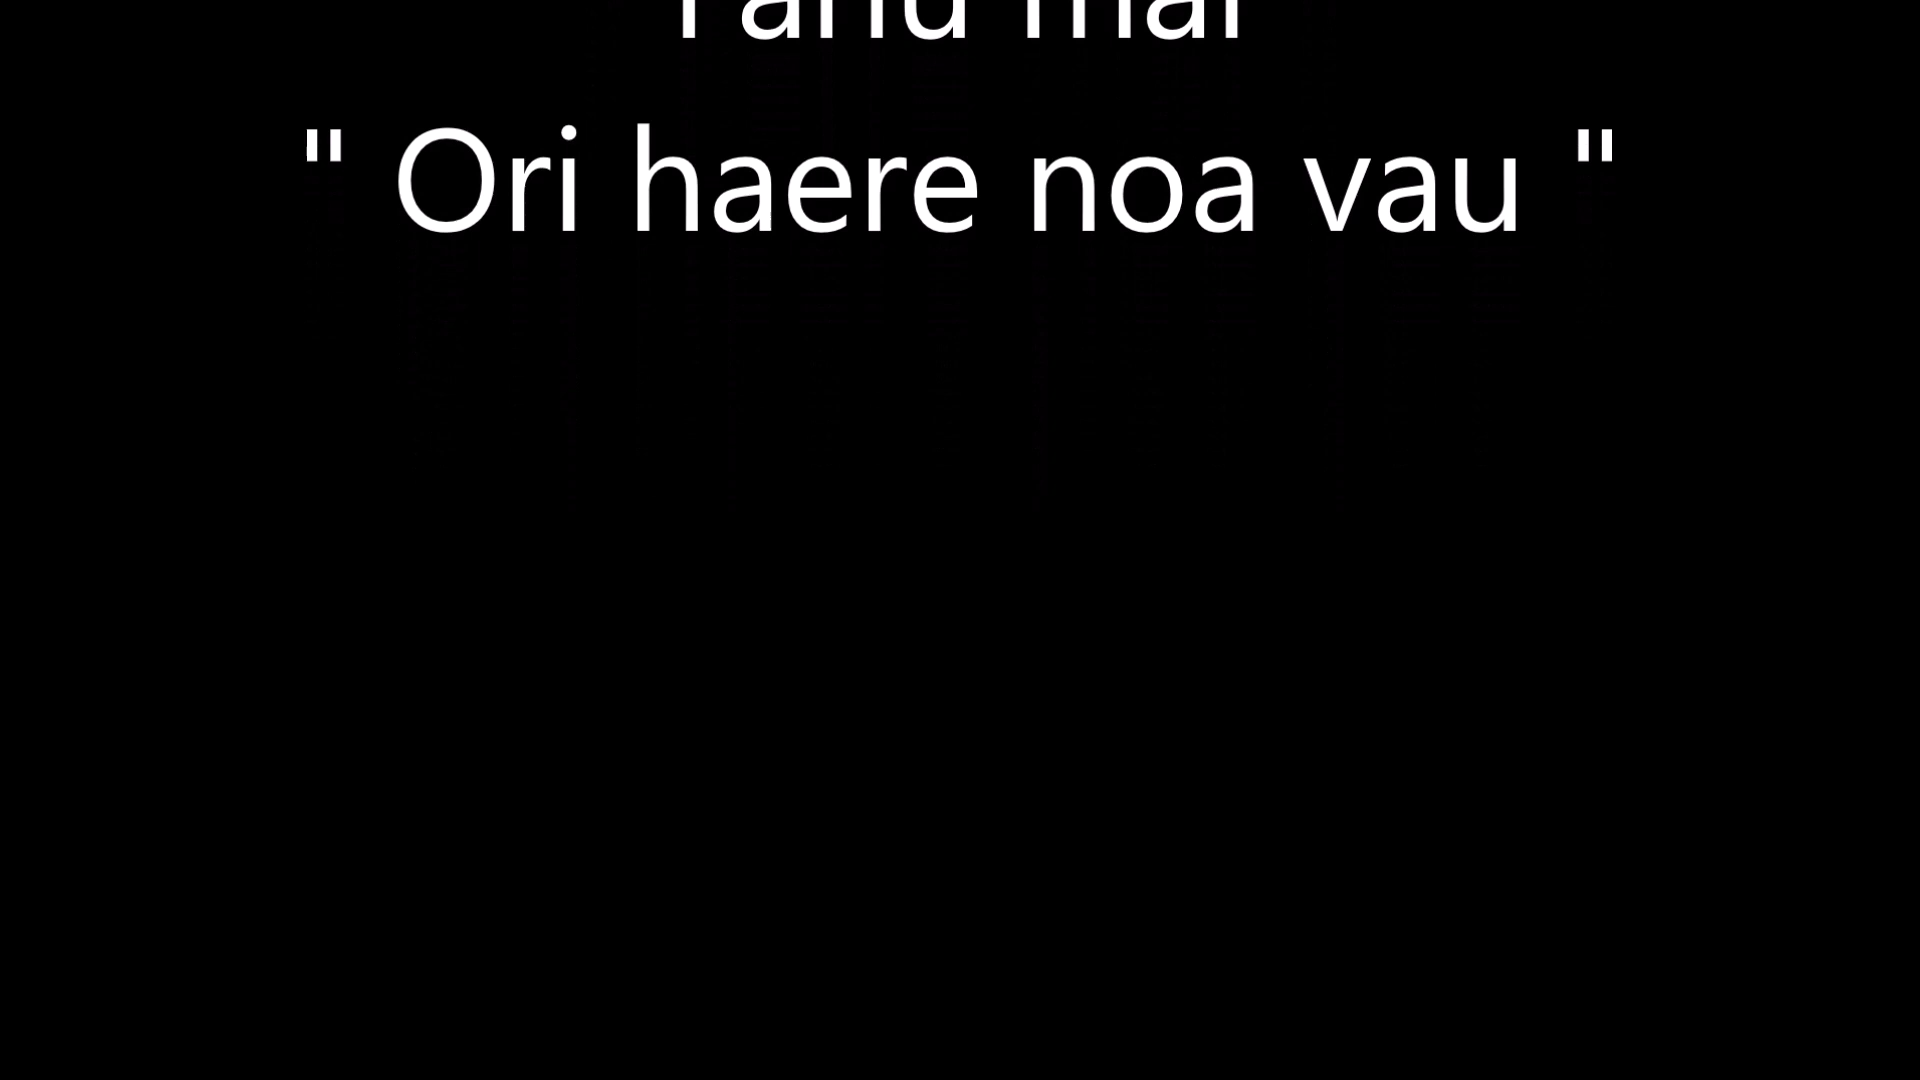 " Ori haere noa vau "